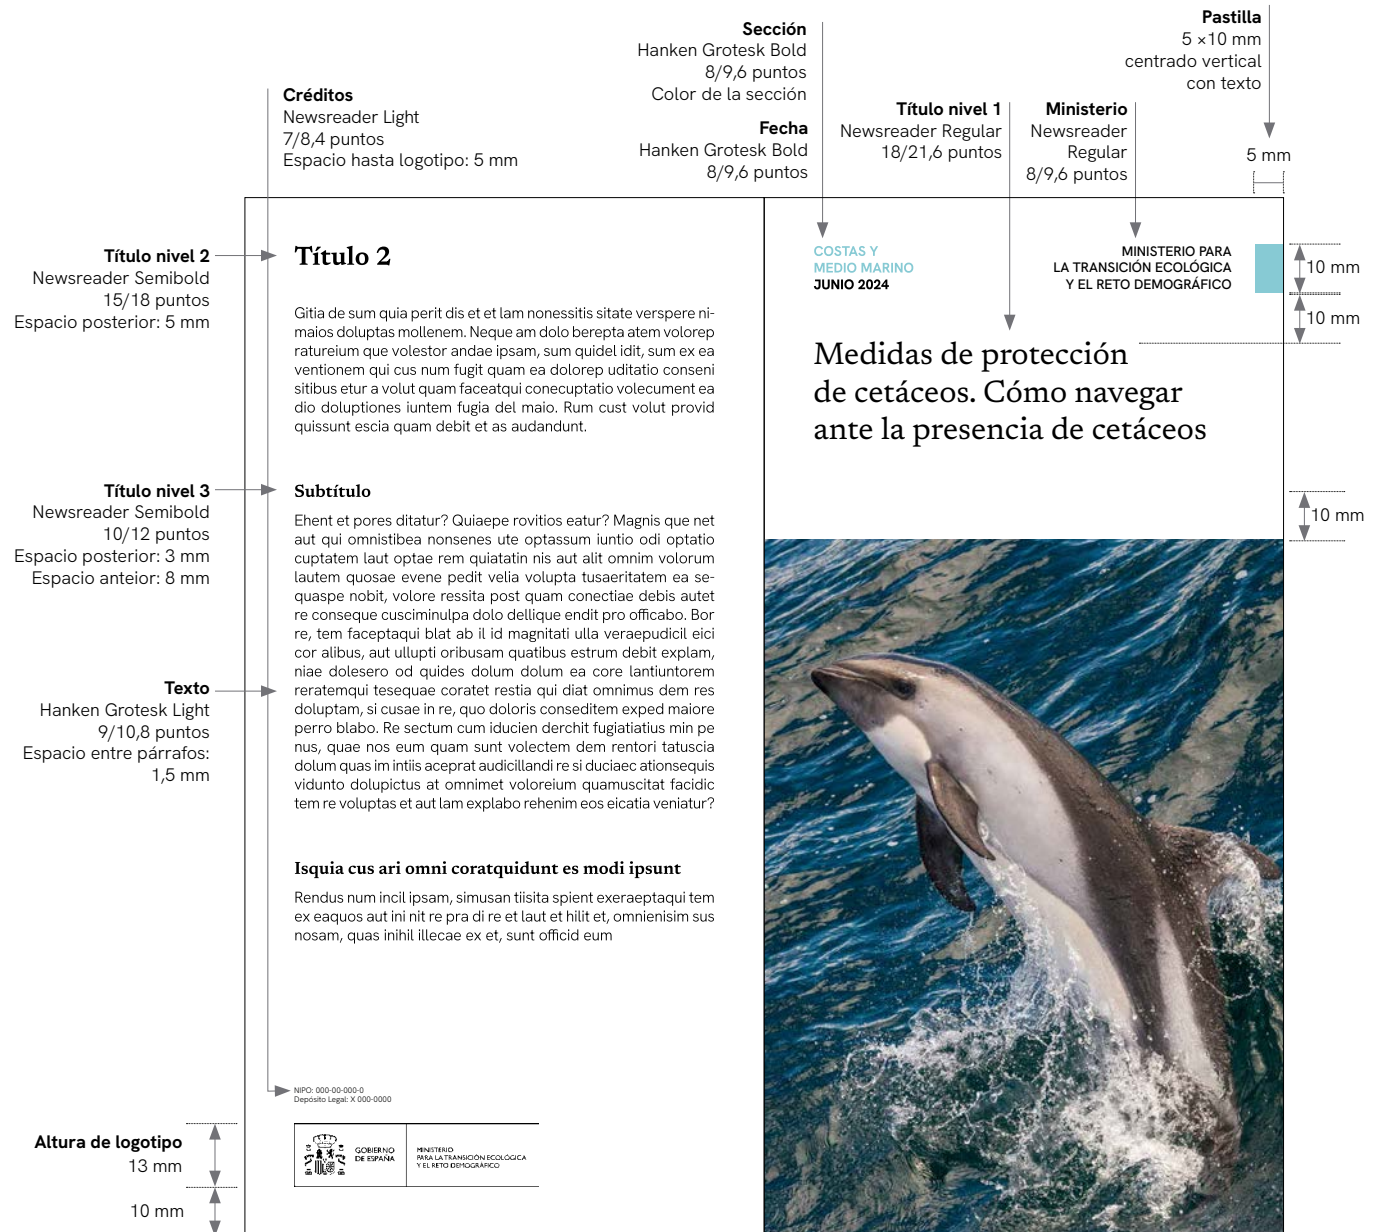 Pastilla
5 ×10 mm
centrado vertical
con texto
5 mm
Sección
Hanken Grotesk Bold
8/9,6 puntos
Color de la sección
Fecha
Hanken Grotesk Bold
8/9,6 puntos
Título nivel 1
Newsreader Regular
18/21,6 puntos
Ministerio
Newsreader
Regular
8/9,6 puntos
Créditos
Newsreader Light
7/8,4 puntos
Espacio hasta logotipo: 5 mm
Título nivel 2
Newsreader Semibold
15/18 puntos
Espacio posterior: 5 mm
Título nivel 3
Newsreader Semibold
10/12 puntos
Espacio posterior: 3 mm
Espacio anteior: 8 mm
Texto
Hanken Grotesk Light
9/10,8 puntos
Espacio entre párrafos:
1,5 mm
Altura de logotipo
13 mm
10 mm
Título 2
Gitia de sum quia perit dis et et lam nonessitis sitate verspere ni-
maios doluptas mollenem. Neque am dolo berepta atem volorep
ratureium que volestor andae ipsam, sum quidel idit, sum ex ea
ventionem qui cus num fugit quam ea dolorep uditatio conseni
sitibus etur a volut quam faceatqui conecuptatio volecument ea
dio doluptiones iuntem fugia del maio. Rum cust volut provid
quissunt escia quam debit et as audandunt.
Subtítulo
Ehent et pores ditatur? Quiaepe rovitios eatur? Magnis que net
aut qui omnistibea nonsenes ute optassum iuntio odi optatio
cuptatem laut optae rem quiatatin nis aut alit omnim volorum
lautem quosae evene pedit velia volupta tusaeritatem ea se-
quaspe nobit, volore ressita post quam conectiae debis autet
re conseque cusciminulpa dolo dellique endit pro officabo. Bor
re, tem faceptaqui blat ab il id magnitati ulla veraepudicil eici
cor alibus, aut ullupti oribusam quatibus estrum debit explam,
niae dolesero od quides dolum dolum ea core lantiuntorem
reratemqui tesequae coratet restia qui diat omnimus dem res
doluptam, si cusae in re, quo doloris conseditem exped maiore
perro blabo. Re sectum cum iducien derchit fugiatiatius min pe
nus, quae nos eum quam sunt volectem dem rentori tatuscia
dolum quas im intiis aceprat audicillandi re si duciaec ationsequis
vidunto dolupictus at omnimet voloreium quamuscitat facidic
tem re voluptas et aut lam explabo rehenim eos eicatia veniatur?
Isquia cus ari omni coratquidunt es modi ipsunt
Rendus num incil ipsam, simusan tiisita spient exeraeptaqui tem
ex eaquos aut ini nit re pra di re et laut et hilit et, omnienisim sus
nosam, quas inihil illecae ex et, sunt officid eum
NIPO: 000-00-000-0
Depósito Legal: X 000-0000
GOBIERNO
DE ESPAÑA
MINISTERIO
PARA LA TRANSICIÓN ECOLÓGICA
Y EL RETO DEMOGRÁFICO
COSTAS Y
MEDIO MARINO
JUNIO 2024
MINISTERIO PARA
LA TRANSICIÓN ECOLÓGICA
Y EL RETO DEMOGRÁFICO
10 mm
10 mm
Medidas de protección
de cetáceos. Cómo navegar
ante la presencia de cetáceos
10 mm